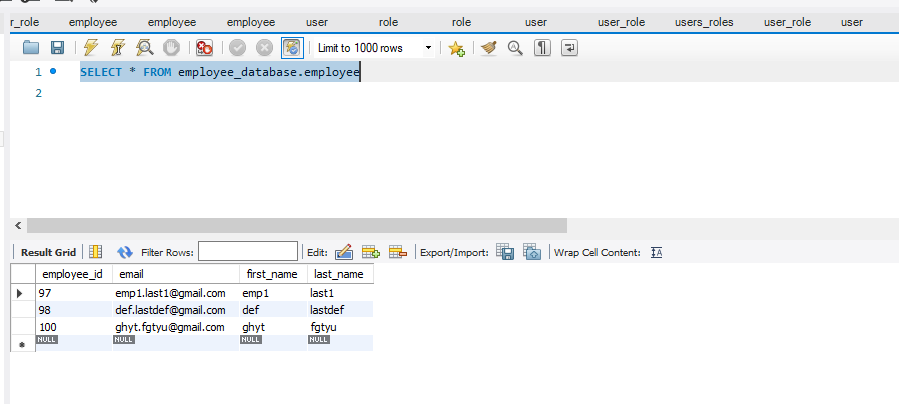 r_role employee employee employee user role role user user_role users_roles user_role user
Limit to 1000 rows
1 SELECT * FROM employee_database.employee
2
Result Grid Filter Rows: Edit: Export/Import: Wrap Cell Content:
employee_id email first_name last_name
97 emp1.last1@gmail.com emp1 last1
98 def.lastdef@gmail.com def lastdef
100 ghyt.fgtyu@gmail.com ghyt fgtyu
NULL NULL NULL NULL